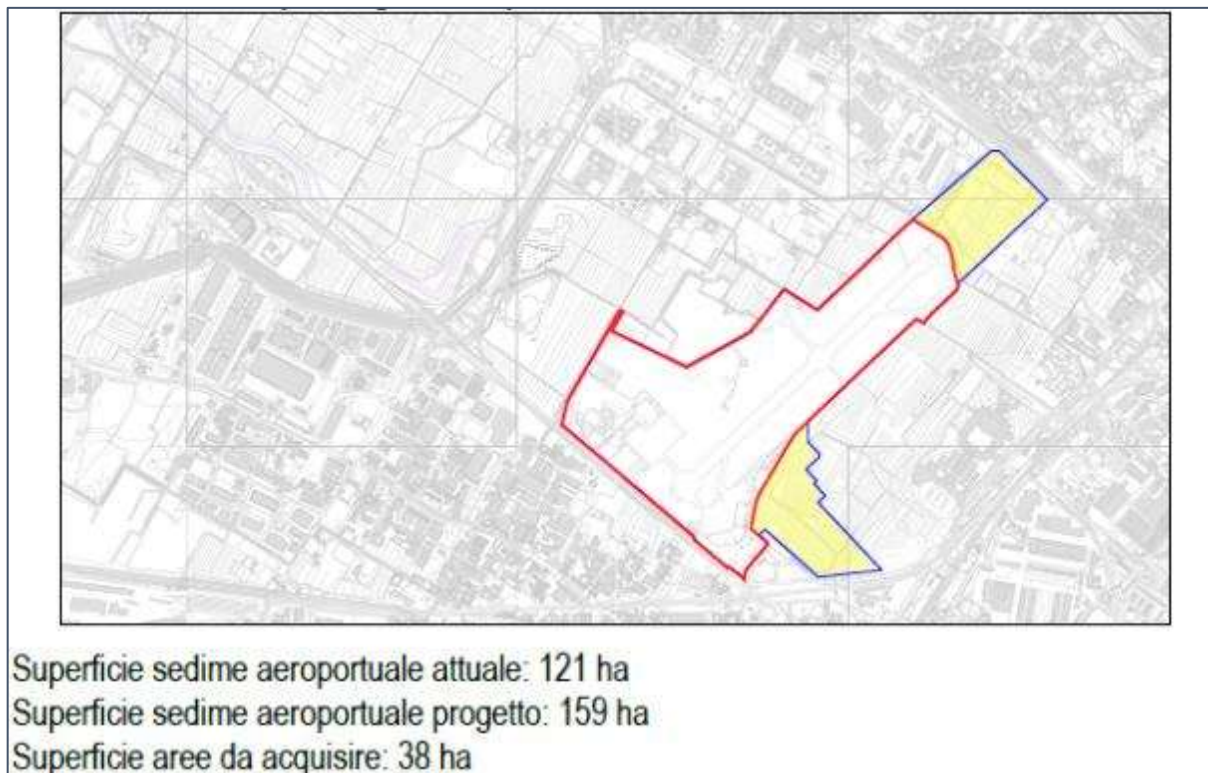 Superficie sedime aeroportuale attuale: 121 ha
Superficie sedime aeroportuale progetto: 159 ha
Superficie aree da acquisire: 38 ha